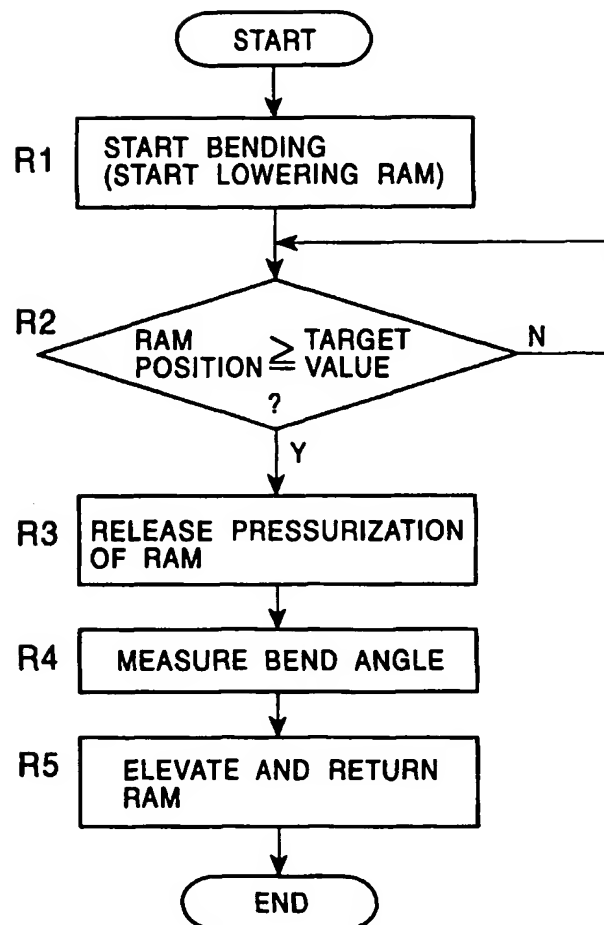 START
R1
START BENDING
(START LOWERING RAM)
R2
RAM POSITION ≧ TARGET VALUE
?
N
Y
R3
RELEASE PRESSURIZATION
OF RAM
R4
MEASURE BEND ANGLE
R5
ELEVATE AND RETURN
RAM
END